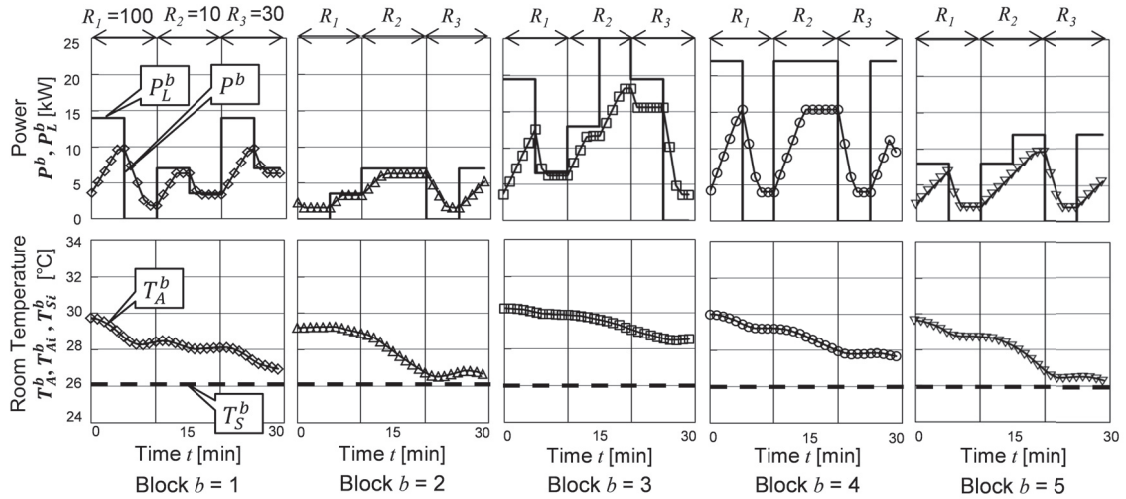 R₁=100 R₂=10 R₃=30 R₁ R₂ R₃ R₁ R₂ R₃ R₁ R₂ R₃ R₁ R₂ R₃
Power
P^b, P_L^b [kW]
25
20
15
10
5
0
P_L^b P^b
Room Temperature
T_A^b, T_Ai^b, T_Si^b [°C]
34
32
30
28
26
24
T_A^b
T_S^b
0 15 30 0 15 30 0 15 30 0 15 30 0 15 30
Time t [min] Time t [min] Time t [min] Time t [min] Time t [min]
Block b = 1 Block b = 2 Block b = 3 Block b = 4 Block b = 5